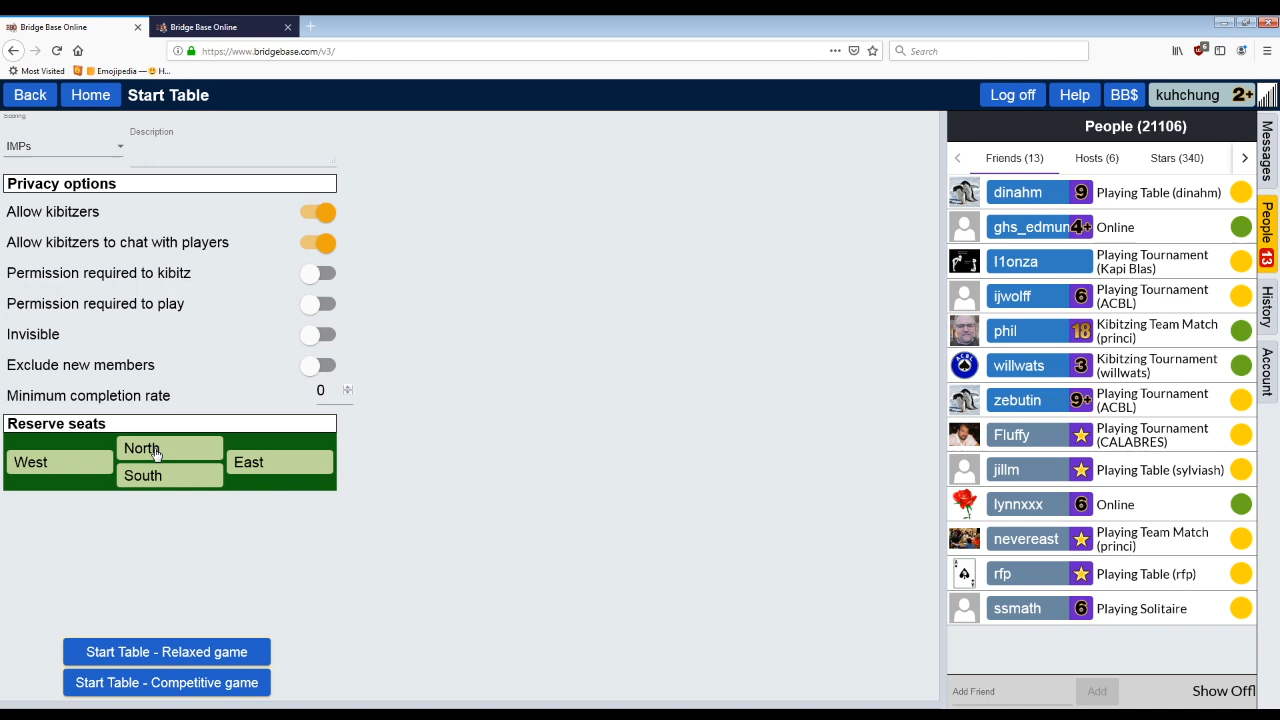 Bridge Base Online
Bridge Base Online
https://www.bridgebase.com/v3/
Search
6
Most Visited
Emojipedia — 😊 H...
Back
Home
Start Table
Log off
Help
BB$
kuhchung 2+
Scoring
IMPs
Description
Privacy options
Allow kibitzers
Allow kibitzers to chat with players
Permission required to kibitz
Permission required to play
Invisible
Exclude new members
Minimum completion rate
0
Reserve seats
West
North
South
East
Start Table - Relaxed game
Start Table - Competitive game
People (21106)
Friends (13)
Hosts (6)
Stars (340)
dinahm 9 Playing Table (dinahm)
ghs_edmun 4+ Online
l1onza Playing Tournament
(Kapi Blas)
ijwolff 6 Playing Tournament
(ACBL)
phil 18 Kibitzing Team Match
(princi)
willwats 3 Kibitzing Tournament
(willwats)
zebutin 9+ Playing Tournament
(ACBL)
Fluffy Playing Tournament
(CALABRES)
jillm Playing Table (sylviash)
lynnxxx 6 Online
nevereast Playing Team Match
(princi)
rfp Playing Table (rfp)
ssmath 6 Playing Solitaire
Add Friend
Add
Show Offl
Messages
People 13
History
Account